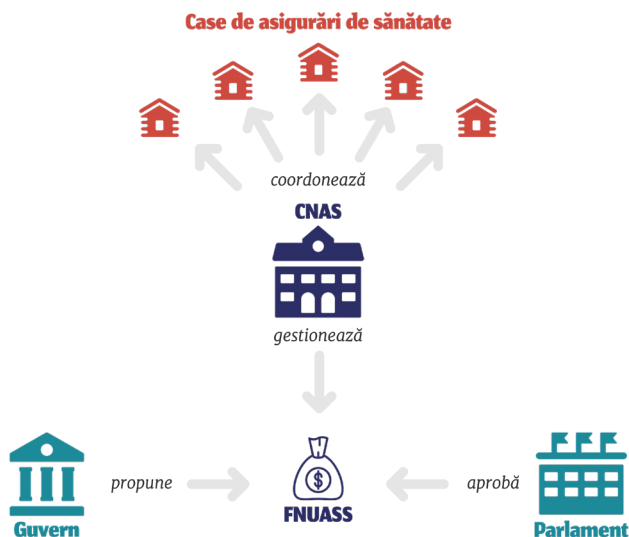 Case de asigurări de sănătate
coordonează
CNAS
gestionează
propune
aprobă
FNUASS
Guvern
Parlament